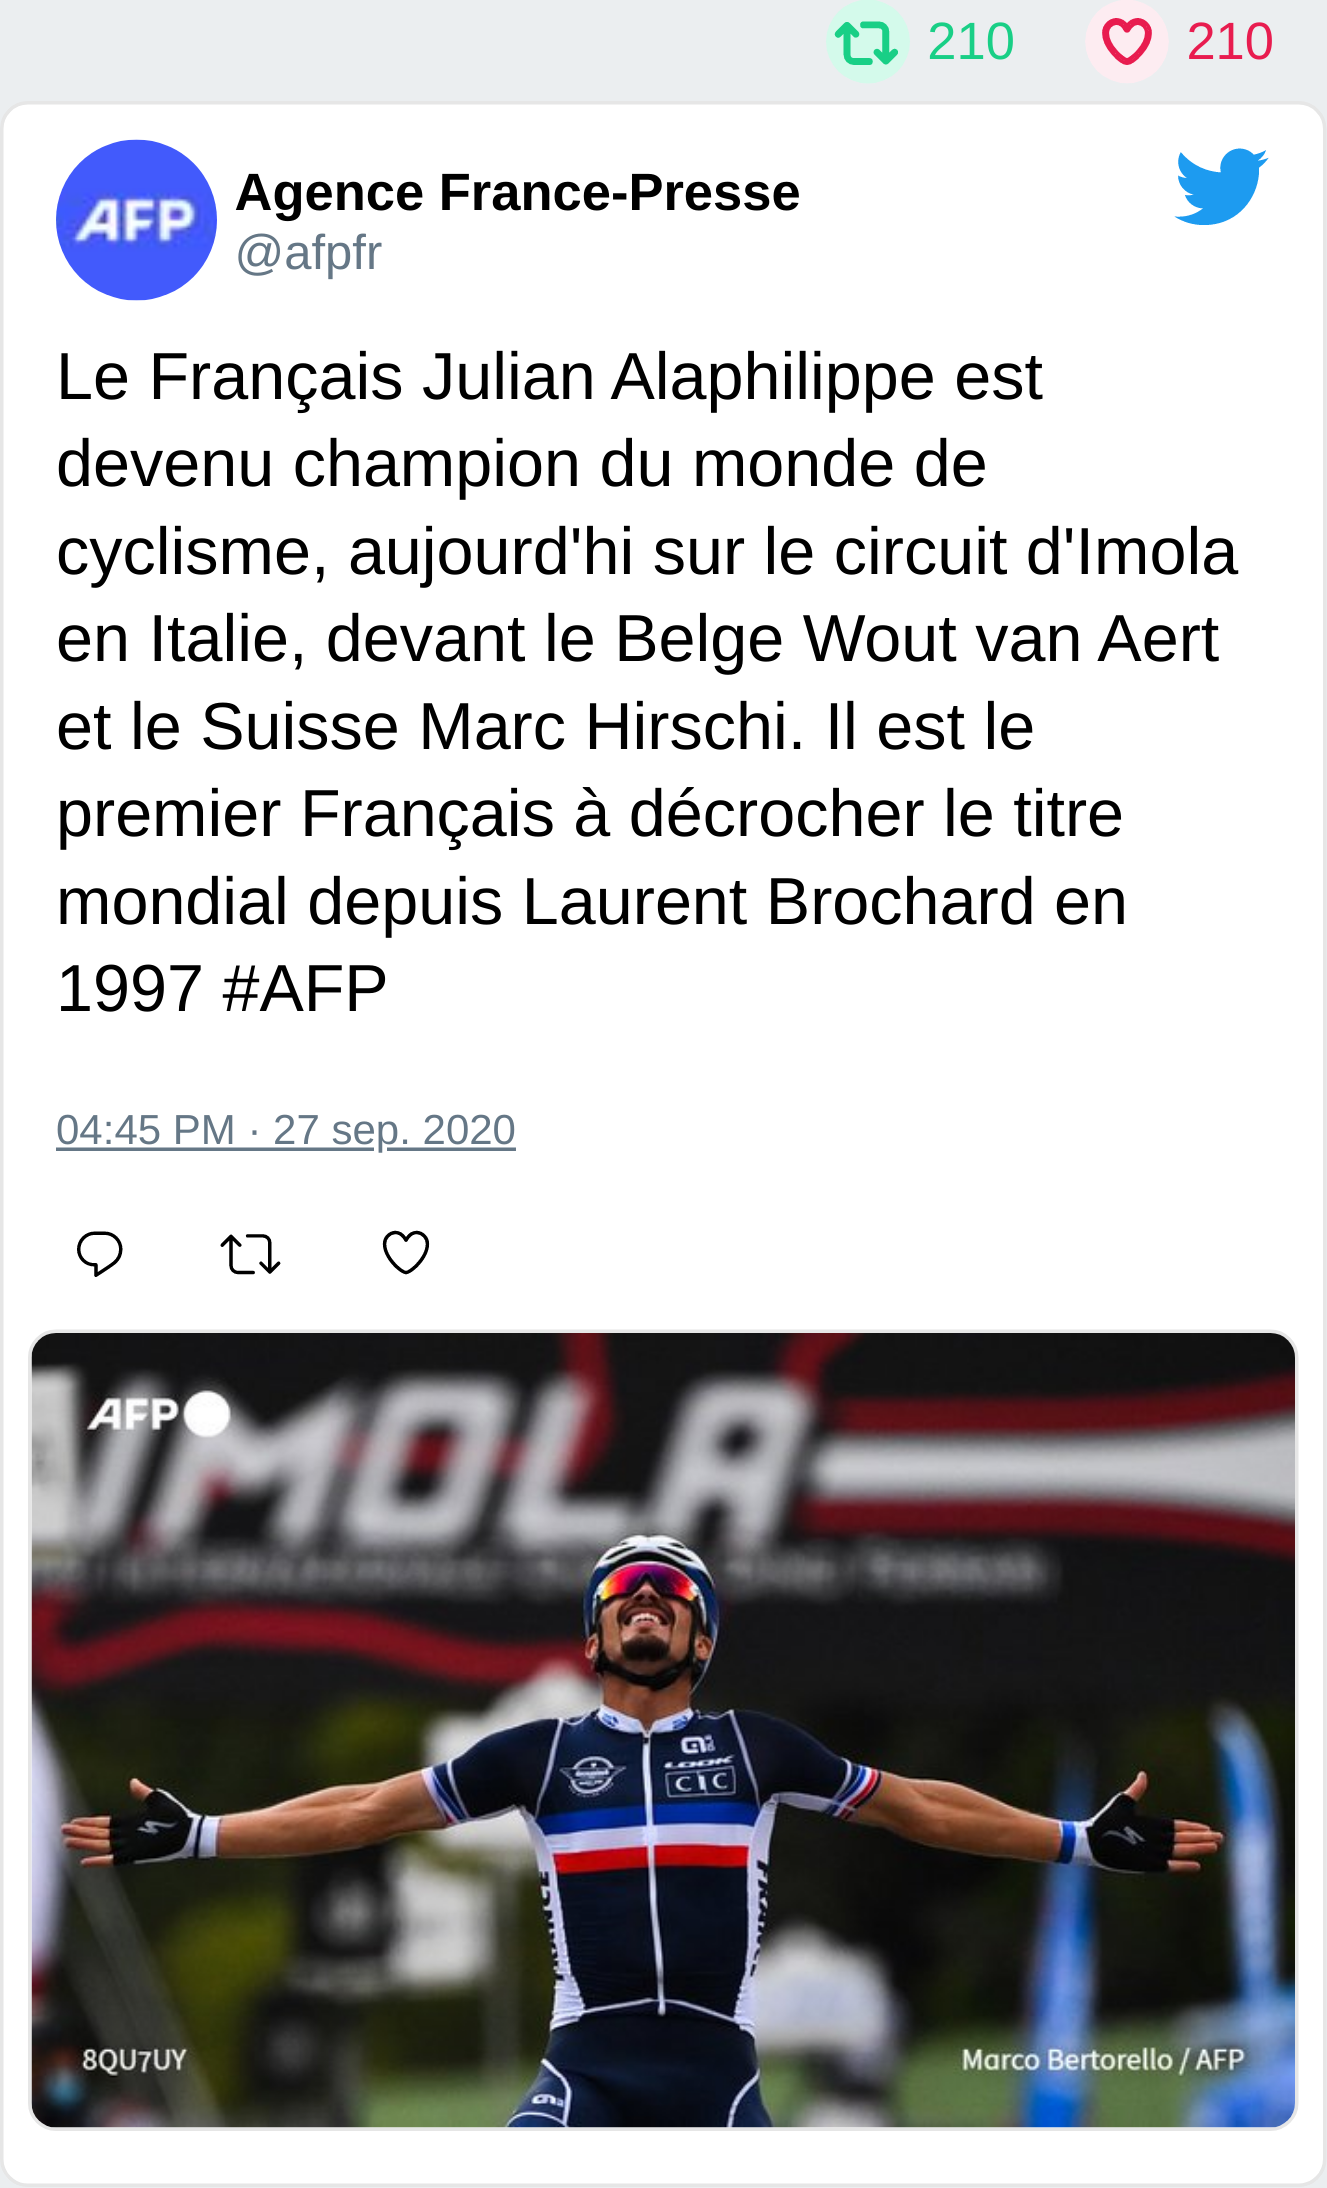 210 210
AFP
Agence France-Presse
@afpfr
Le Français Julian Alaphilippe est
devenu champion du monde de
cyclisme, aujourd'hi sur le circuit d'Imola
en Italie, devant le Belge Wout van Aert
et le Suisse Marc Hirschi. Il est le
premier Français à décrocher le titre
mondial depuis Laurent Brochard en
1997 #AFP
04:45 PM · 27 sep. 2020
AFP
IMOLA
LOOK
CIC
FRANCE
8QU7UY
Marco Bertorello / AFP